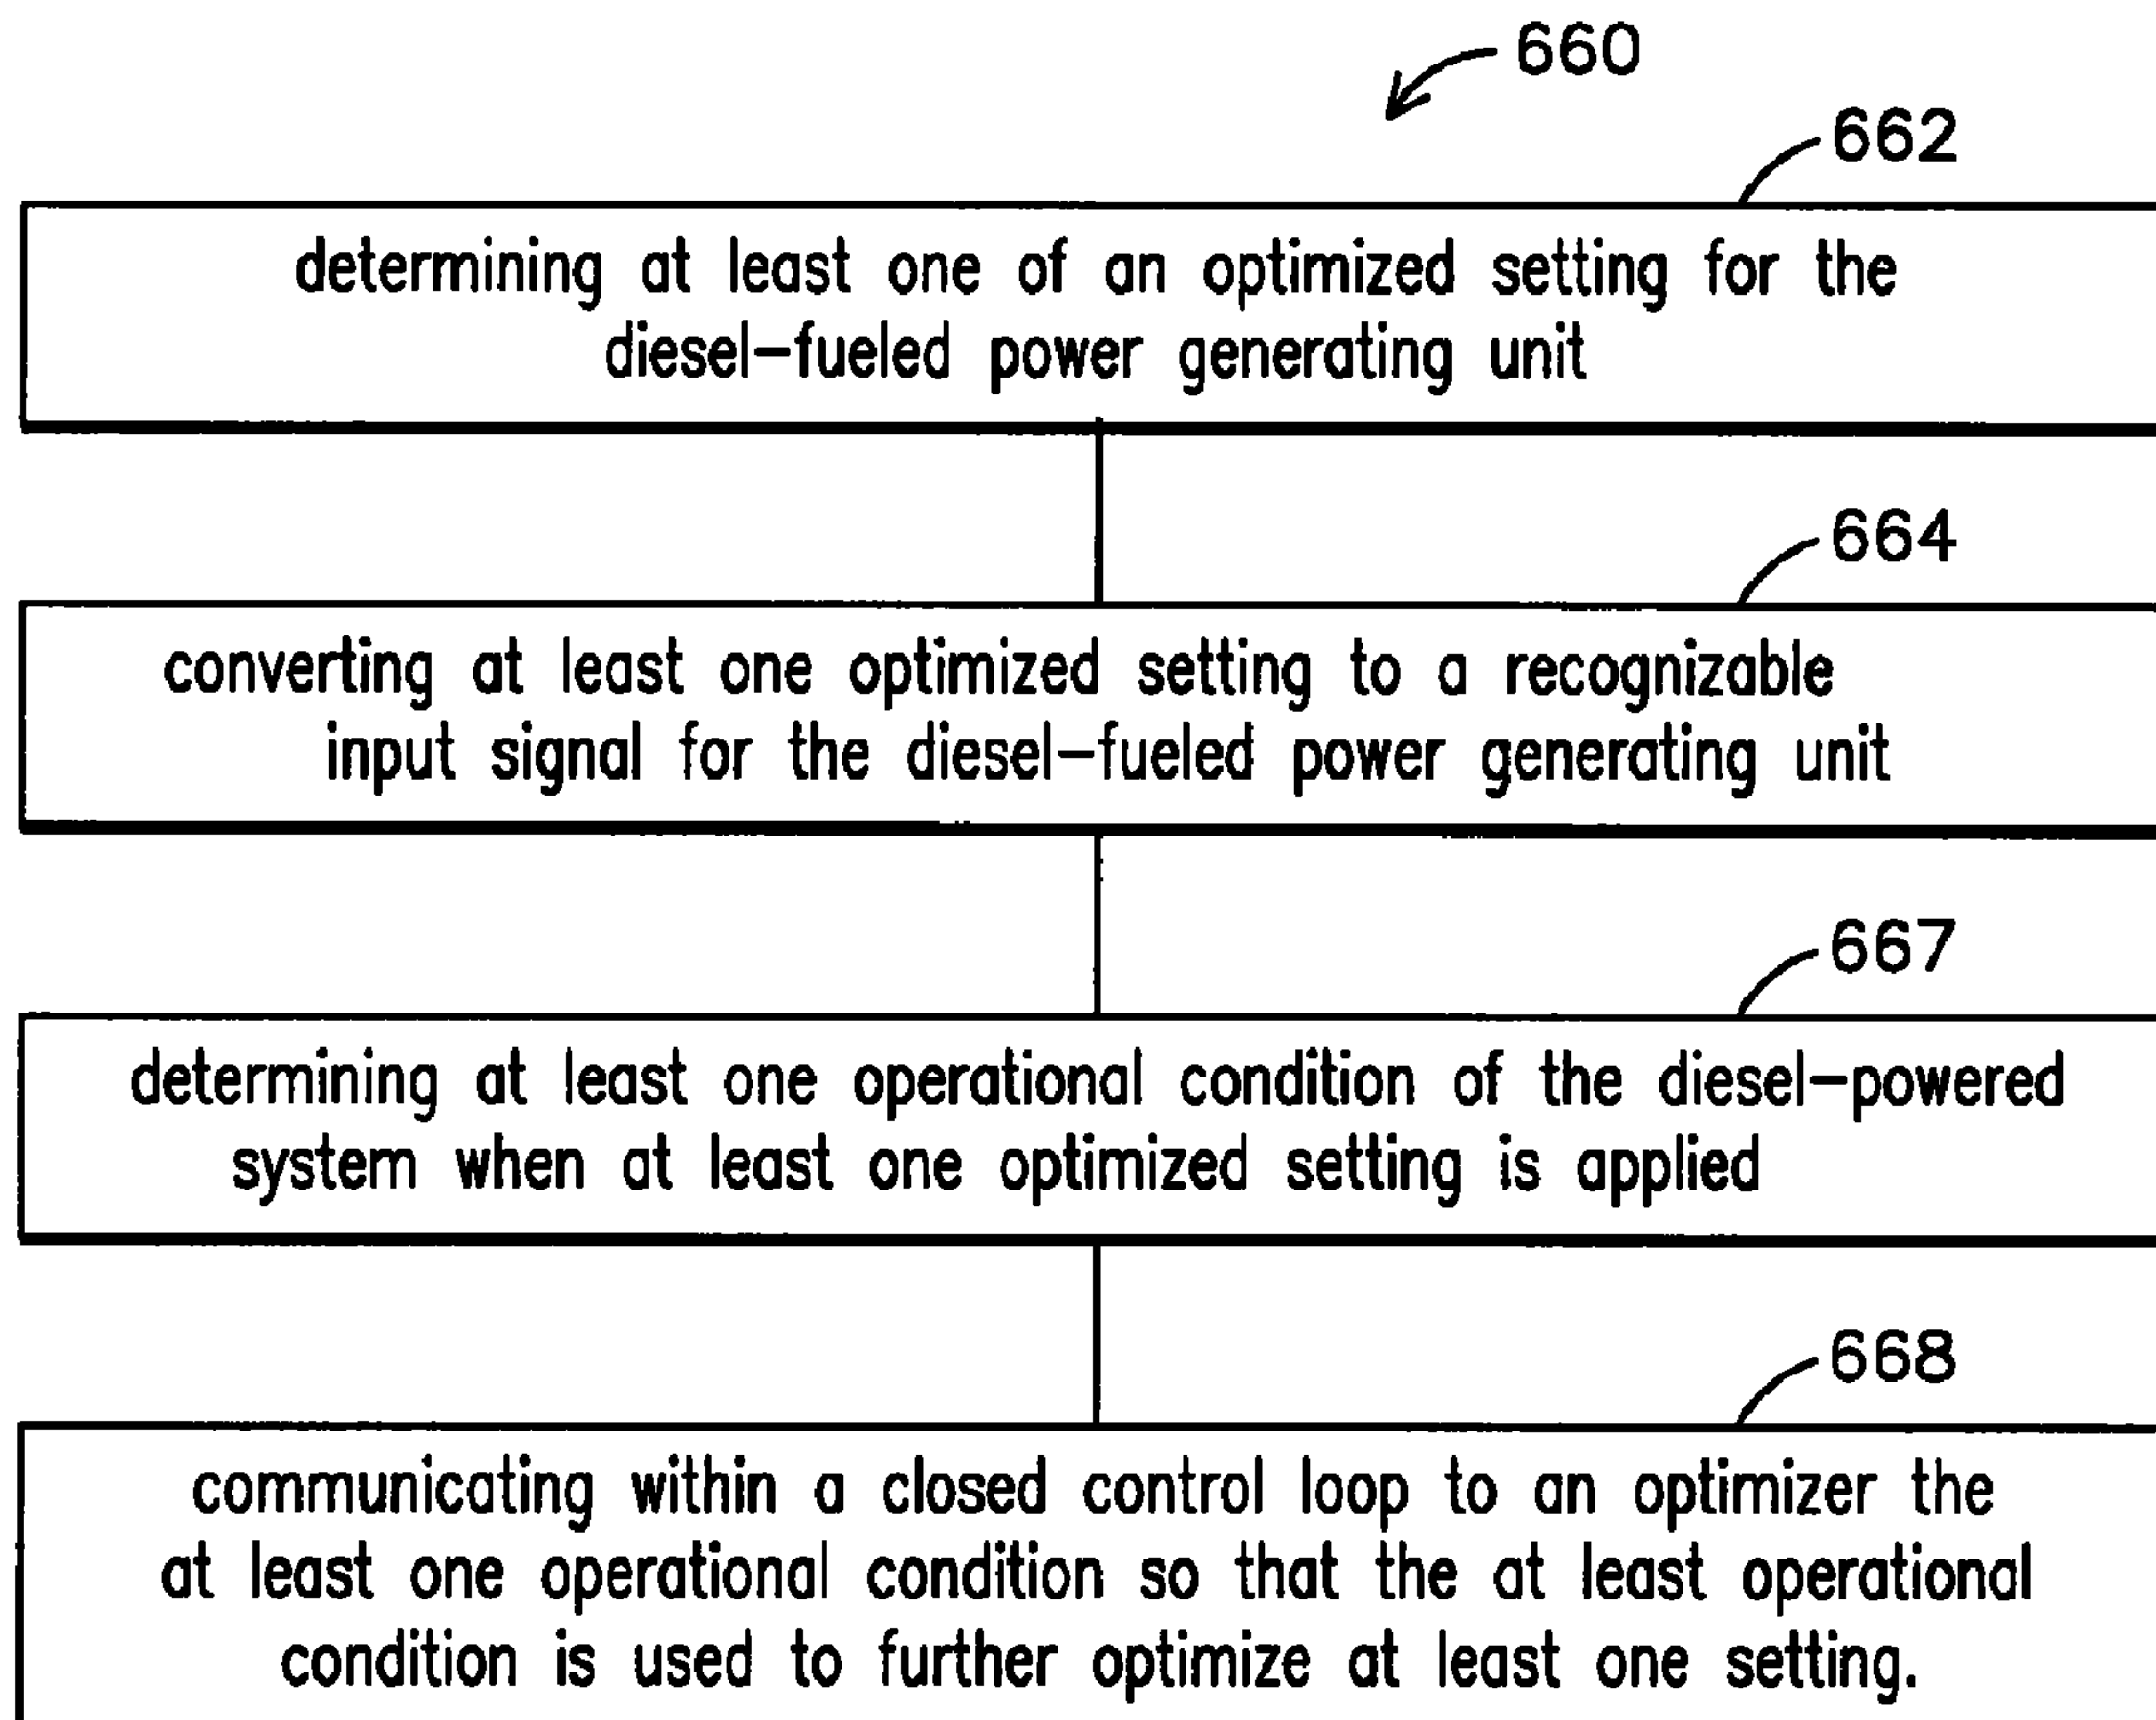 660
662
determining at least one of an optimized setting for the
diesel-fueled power generating unit
664
converting at least one optimized setting to a recognizable
input signal for the diesel-fueled power generating unit
667
determining at least one operational condition of the diesel-powered
system when at least one optimized setting is applied
668
communicating within a closed control loop to an optimizer the
at least one operational condition so that the at least operational
condition is used to further optimize at least one setting.